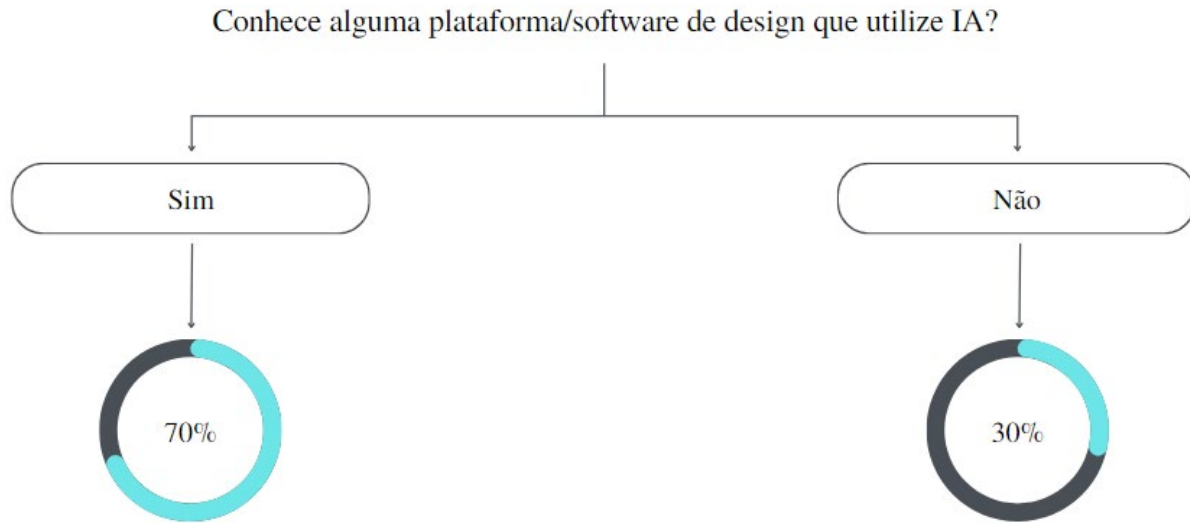 Conhece alguma plataforma/software de design que utilize IA?
Sim
Não
70%
30%